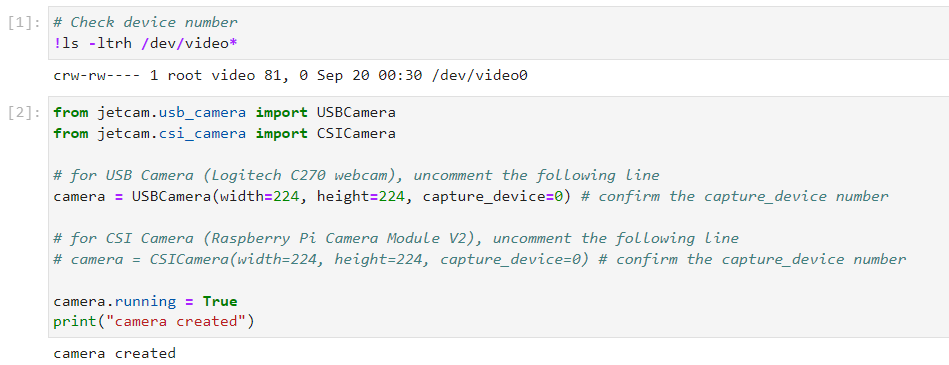 [1]: # Check device number
!ls -ltrh /dev/video*
crw-rw---- 1 root video 81, 0 Sep 20 00:30 /dev/video0
[2]: from jetcam.usb_camera import USBCamera
from jetcam.csi_camera import CSICamera
# for USB Camera (Logitech C270 webcam), uncomment the following line
camera = USBCamera(width=224, height=224, capture_device=0) # confirm the capture_device number
# for CSI Camera (Raspberry Pi Camera Module V2), uncomment the following line
# camera = CSICamera(width=224, height=224, capture_device=0) # confirm the capture_device number
camera.running = True
print("camera created")
camera created